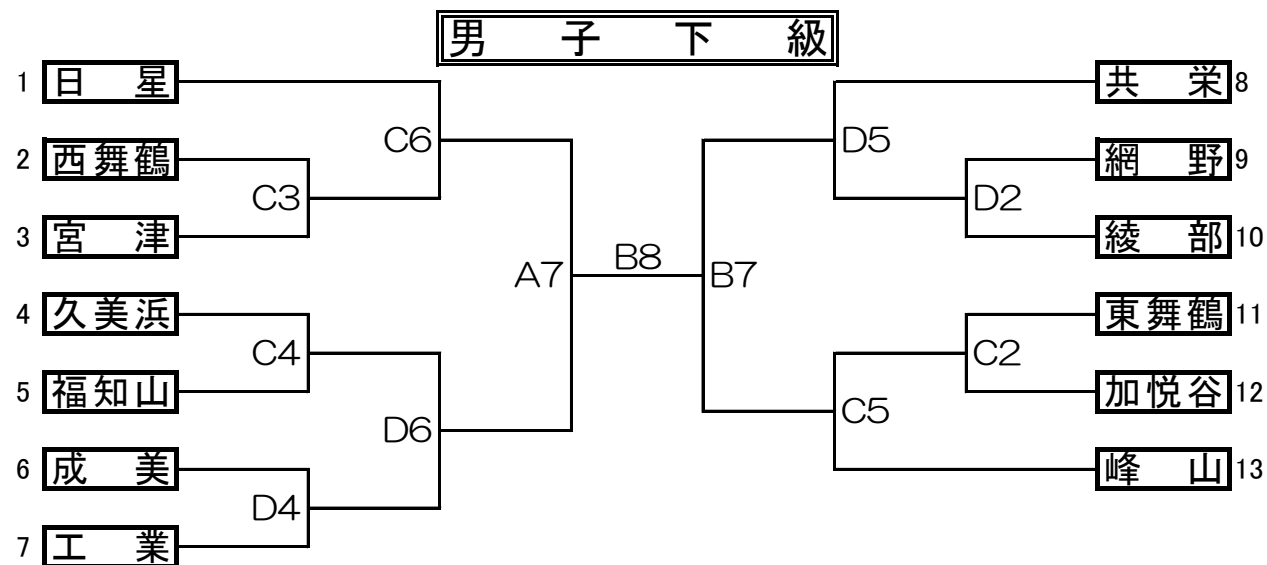 男子下級
1 日星
2 西舞鶴
3 宮津
4 久美浜
5 福知山
6 成美
7 工業
C3
C4
D4
C6
D6
A7
B8
B7
D5
C5
D2
C2
共栄 8
網野 9
綾部 10
東舞鶴 11
加悦谷 12
峰山 13